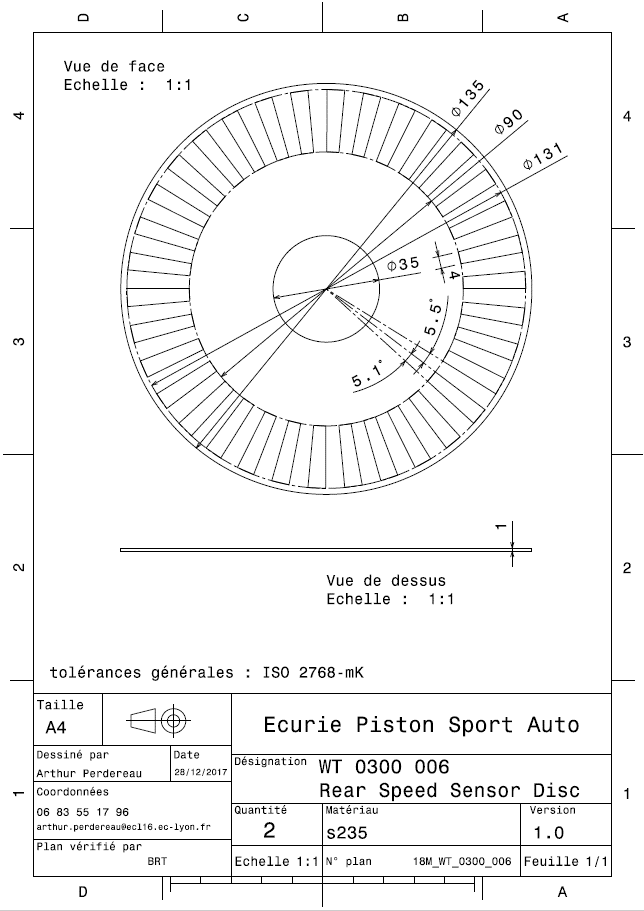 D C B A
Vue de face
Echelle : 1:1
4
4
Φ135
Φ90
Φ131
Φ35
4
5.5°
5.1°
3
3
1
2
2
Vue de dessus
Echelle : 1:1
tolérances générales : ISO 2768-mK
Taille
A4
Ecurie Piston Sport Auto
Dessiné par
Arthur Perdereau
Date
28/12/2017
Désignation
WT 0300 006
Rear Speed Sensor Disc
1
1
Coordonnées
06 83 55 17 96
arthur.perdereau@ecl16.ec-lyon.fr
Quantité
2
Matériau
s235
Version
1.0
Plan vérifié par
BRT
Echelle 1:1
N° plan 18M_WT_0300_006
Feuille 1/1
D A